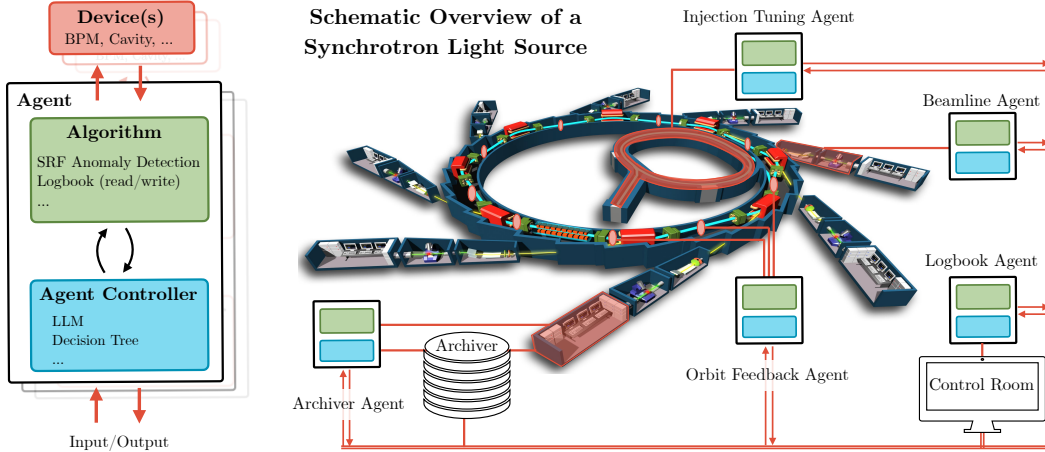 Device(s)
BPM, Cavity, ...
BPM, Cavity, ...
Agent
Algorithm
SRF Anomaly Detection
Logbook (read/write)
...
Agent Controller
LLM
Decision Tree
...
Input/Output
Schematic Overview of a
Synchrotron Light Source
Injection Tuning Agent
Beamline Agent
Logbook Agent
Control Room
Orbit Feedback Agent
Archiver
Archiver Agent